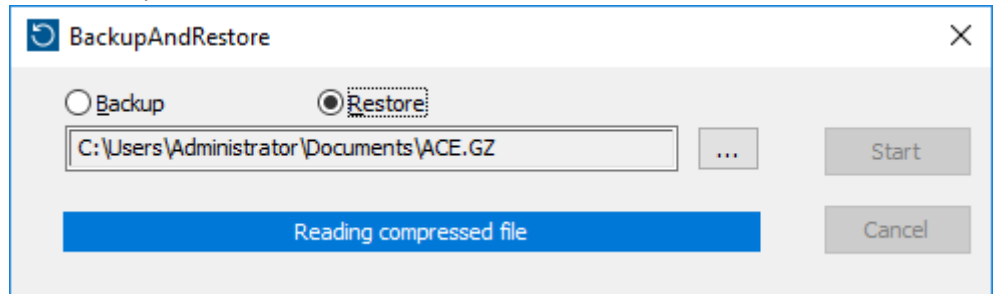 BackupAndRestore
Backup Restore
C:\Users\Administrator\Documents\ACE.GZ ... Start
Reading compressed file Cancel